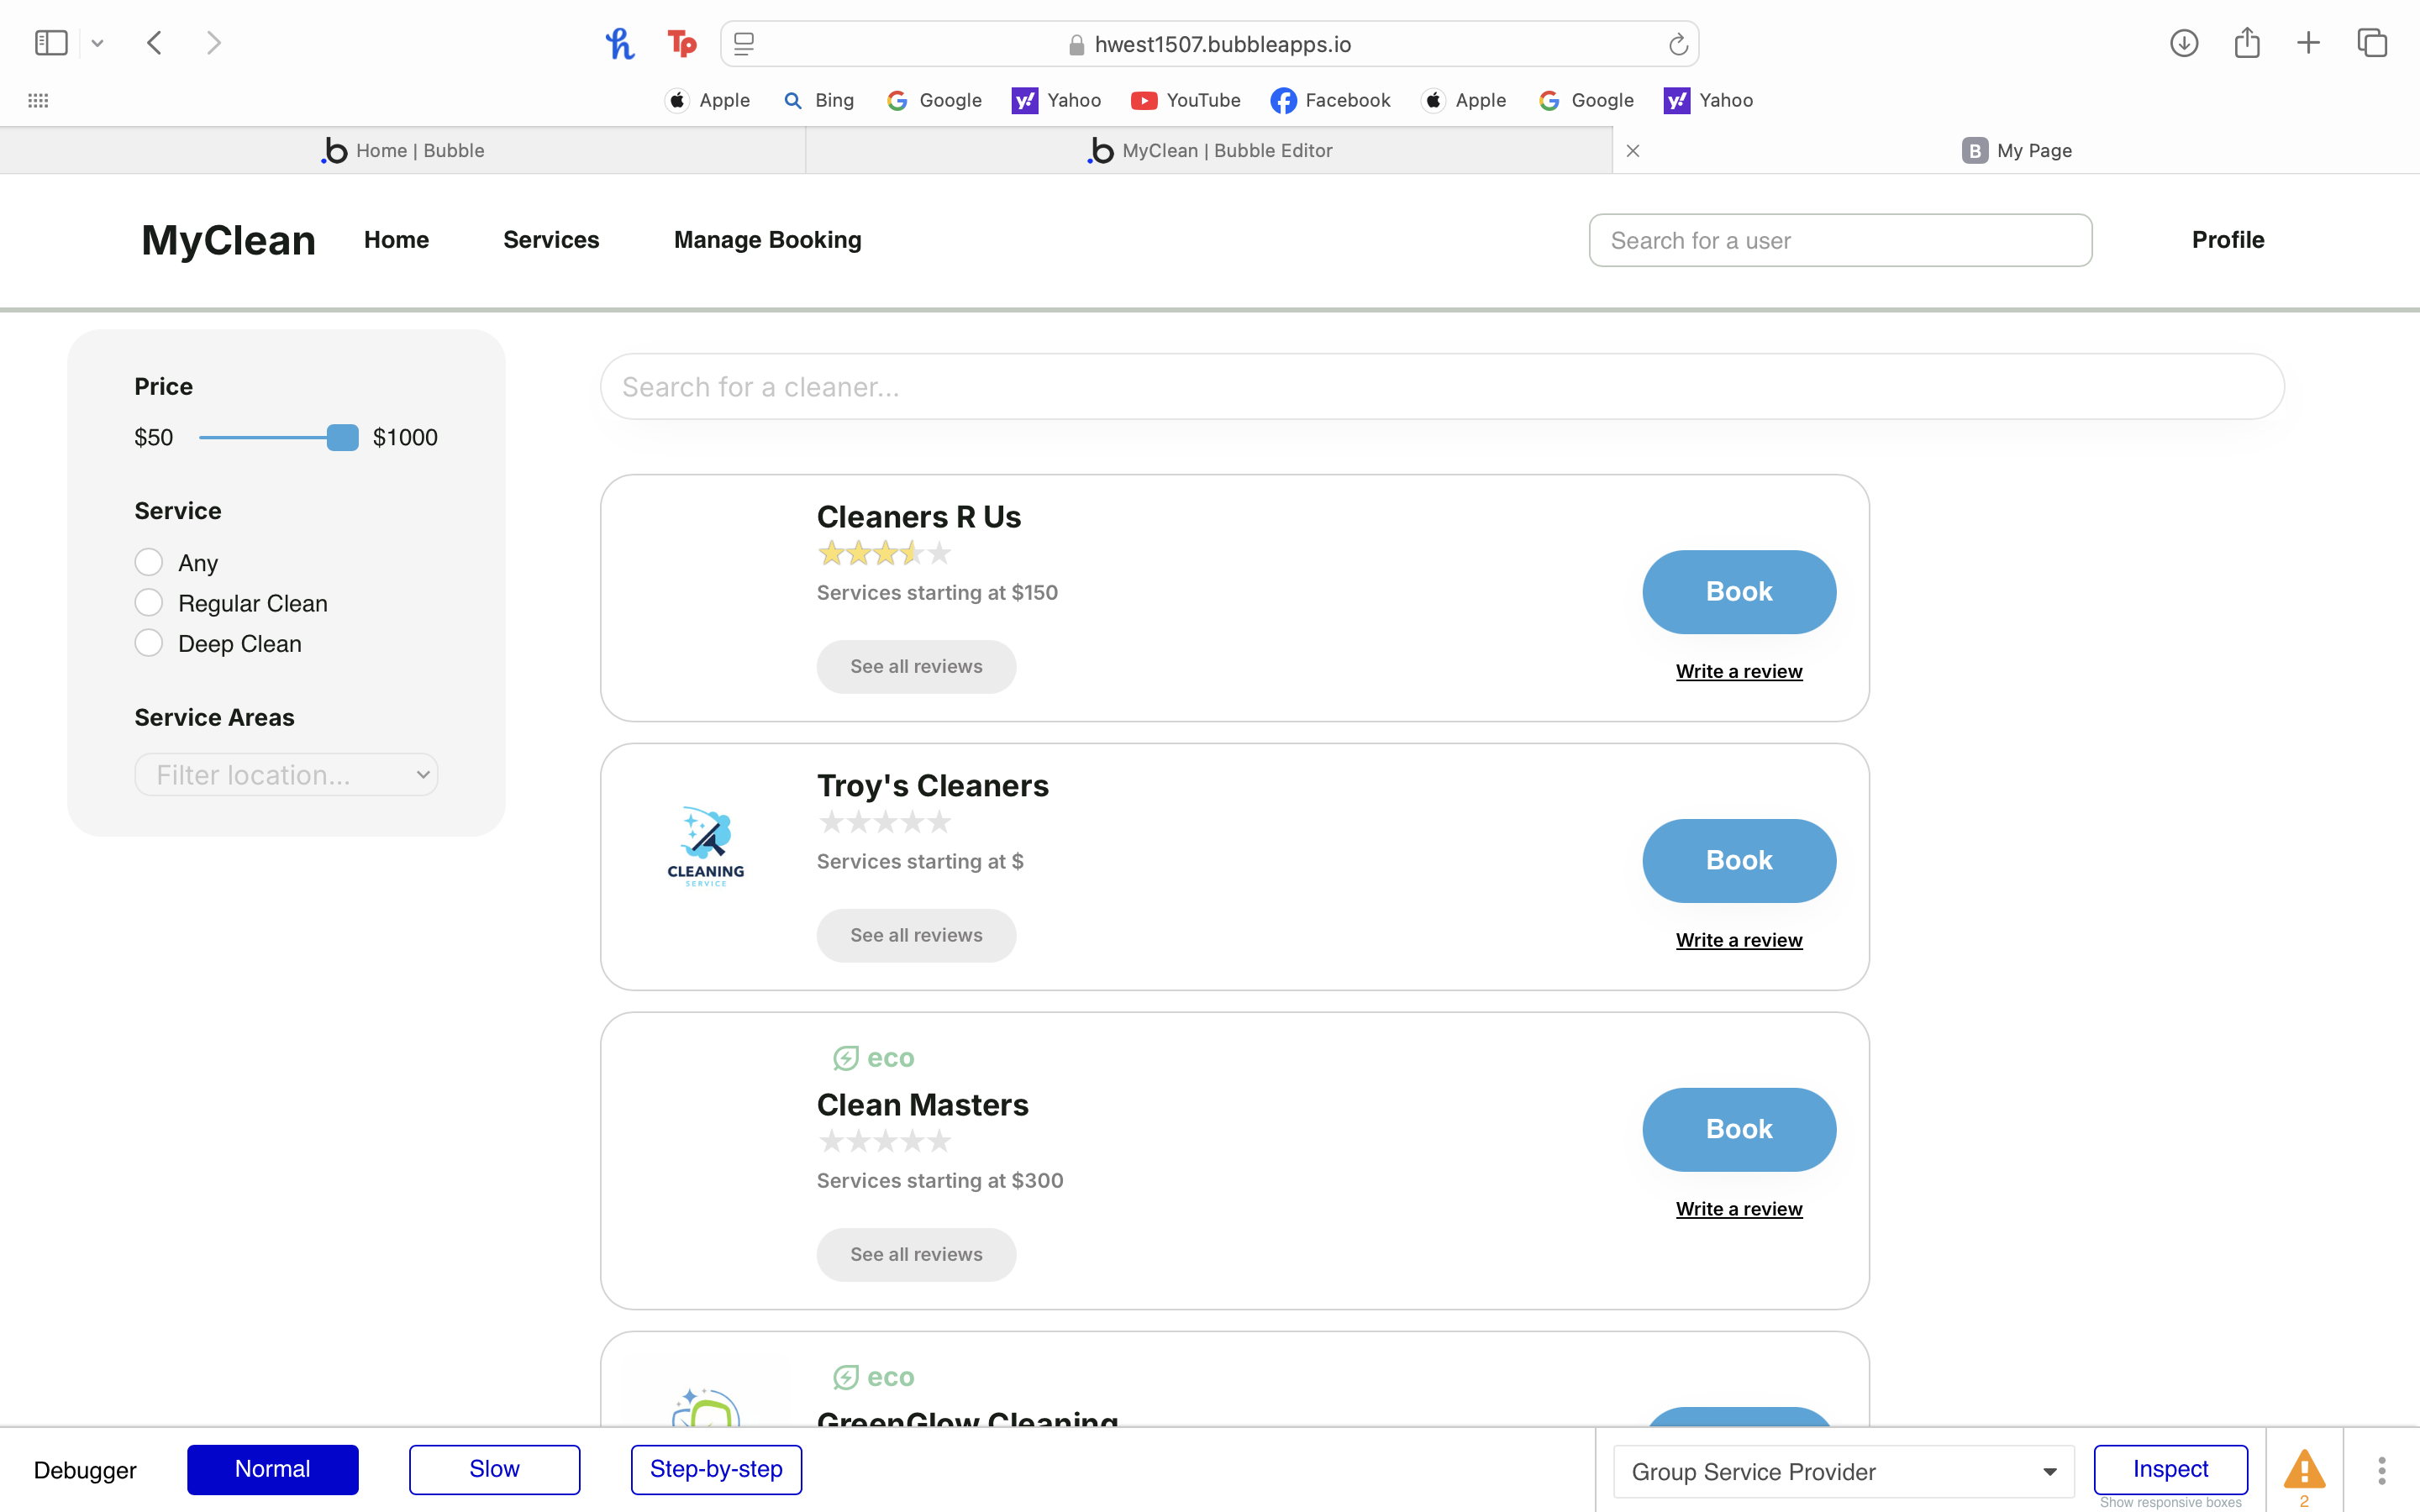 hwest1507.bubbleapps.io
Apple Bing Google Yahoo YouTube Facebook Apple Google Yahoo
Home | Bubble
MyClean | Bubble Editor
My Page
MyClean Home Services Manage Booking Search for a user Profile
Price
$50 $1000
Service
Any
Regular Clean
Deep Clean
Service Areas
Filter location...
Search for a cleaner...
Cleaners R Us
Services starting at $150
See all reviews
Book
Write a review
Troy's Cleaners
CLEANING
SERVICE
Services starting at $
See all reviews
Book
Write a review
eco
Clean Masters
Services starting at $300
See all reviews
Book
Write a review
eco
GreenGlow Cleaning
Debugger Normal Slow Step-by-step Group Service Provider Inspect
Show responsive boxes
2